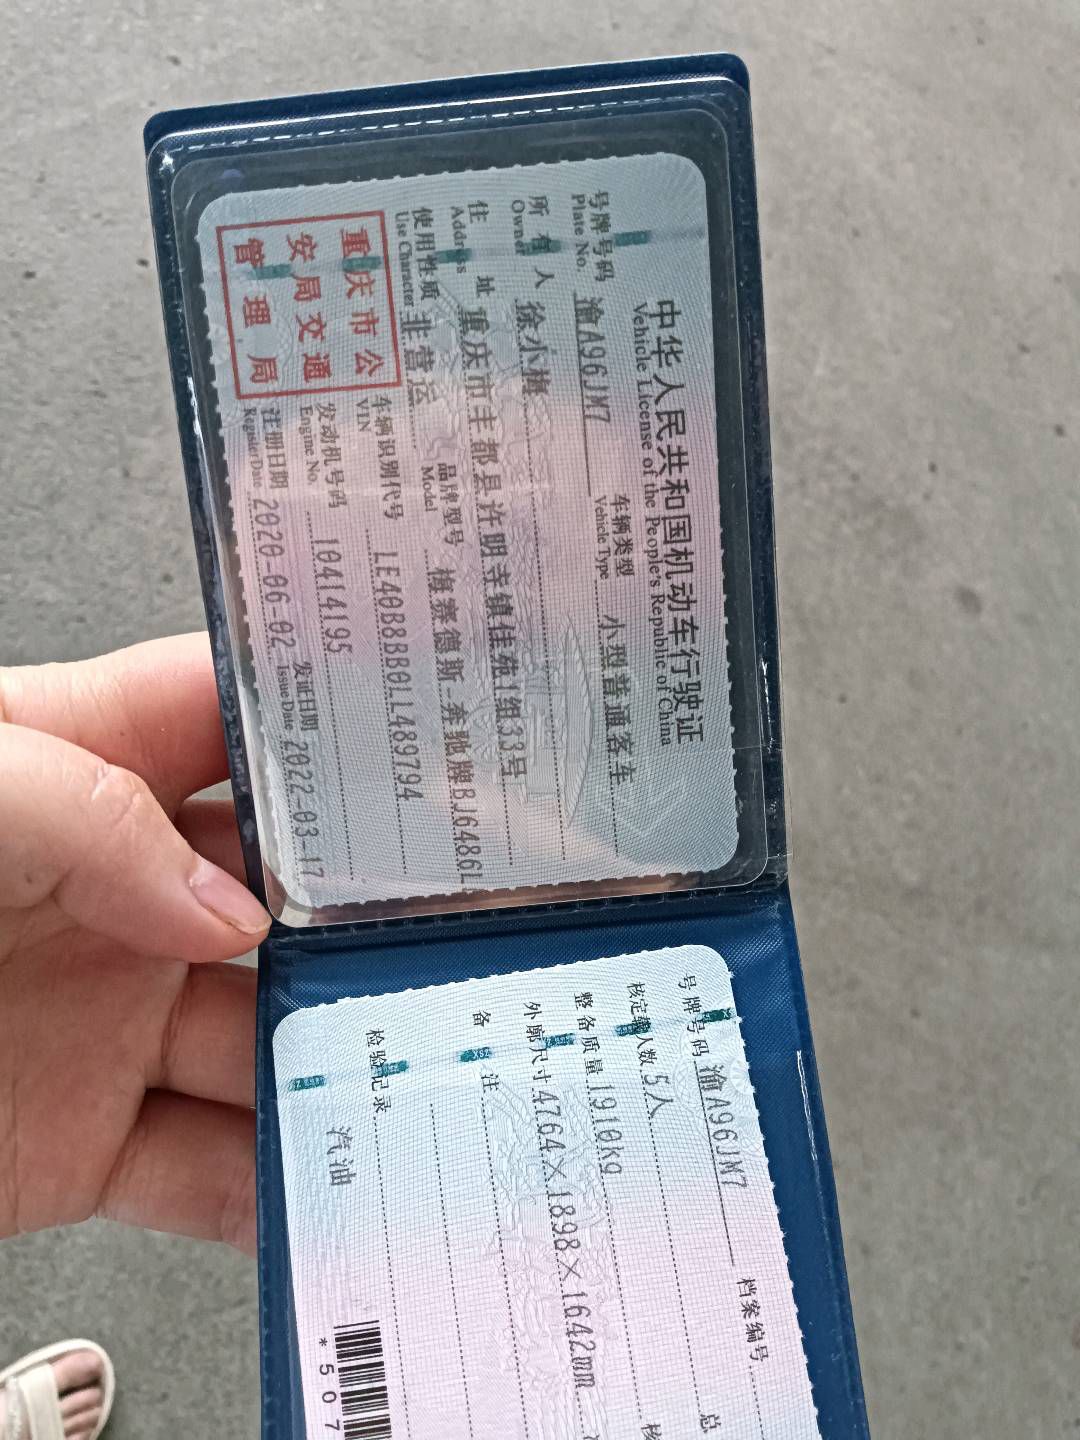 中华人民共和国机动车行驶证
Vehicle License of the People's Republic of China
号牌号码 渝A96JM7 车辆类型 小型普通客车
Plate No. Vehicle Type
所有人 徐小梅
Owner
住址 重庆市丰都县许明寺镇佳苑1组33号
Address
使用性质 非营运 品牌型号 梅赛德斯-奔驰牌BJ6486L
Use Character Model
重庆市公
安局交通
管理局
车辆识别代号 LE40B8BB0LL489794
VIN
发动机号码 10414195
Engine No.
注册日期 2020-06-02 发证日期 2022-03-17
Register Date Issue Date
号牌号码 渝A96JM7 档案编号
核定载人数 5人 总
整备质量 1910kg 核
外廓尺寸 4764×1898×1642mm
备注
检验记录
汽油
*507